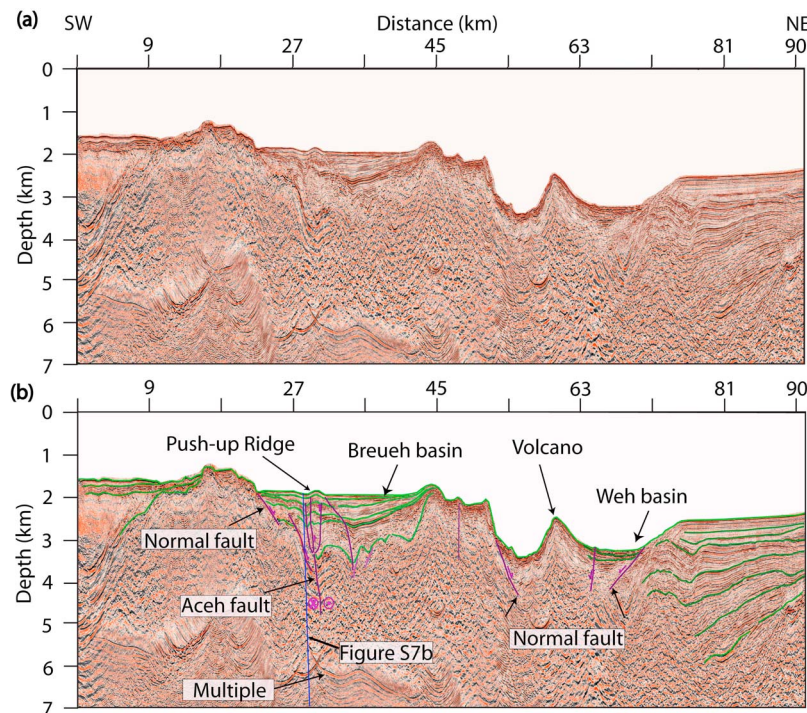 (a) SW Distance (km) NE
9 27 45 63 81 90
0
1
2
3
4
5
6
7
Depth (km)
(b) 9 27 45 63 81 90
0
1
2
3
4
5
6
7
Depth (km)
Push-up Ridge
Breueh basin
Volcano
Weh basin
Normal fault
Aceh fault
Normal fault
Figure S7b
Multiple